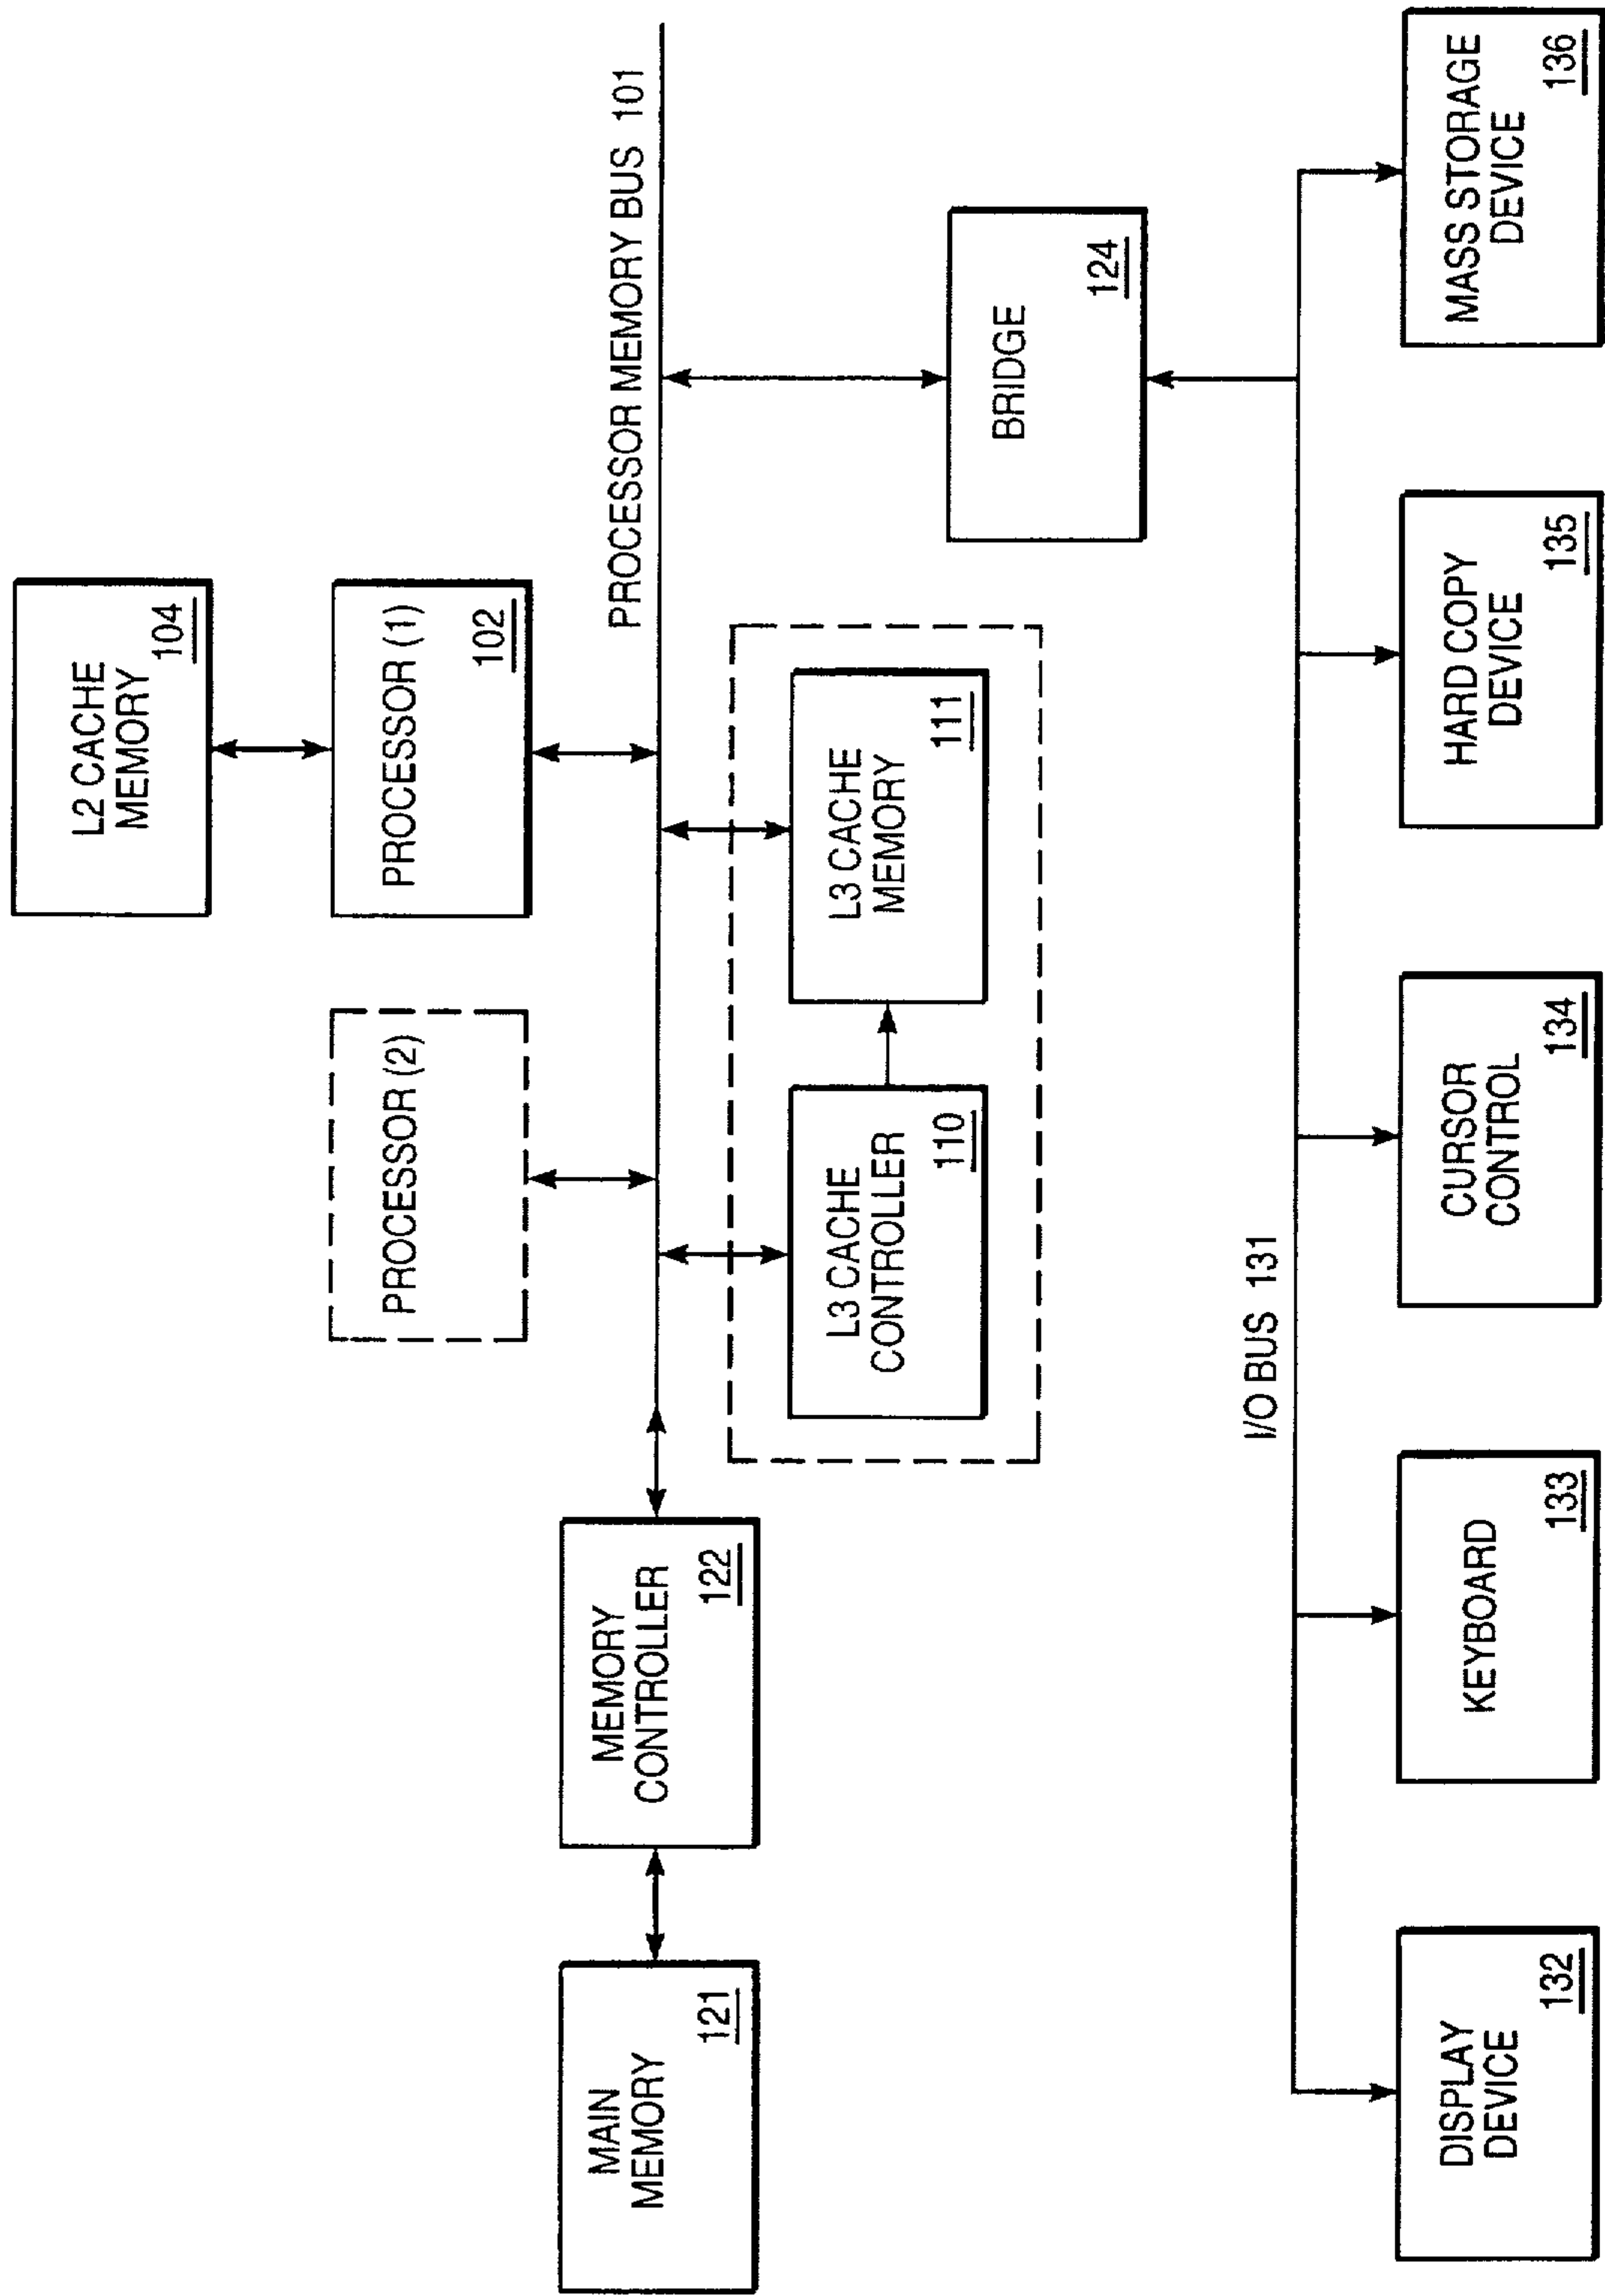 L2 CACHE
MEMORY
104
PROCESSOR (2)
PROCESSOR (1)
102
PROCESSOR MEMORY BUS 101
MAIN
MEMORY
121
MEMORY
CONTROLLER
122
L3 CACHE
CONTROLLER
110
L3 CACHE
MEMORY
111
BRIDGE
124
I/O BUS 131
DISPLAY
DEVICE
132
KEYBOARD
133
CURSOR
CONTROL
134
HARD COPY
DEVICE
135
MASS STORAGE
DEVICE
136